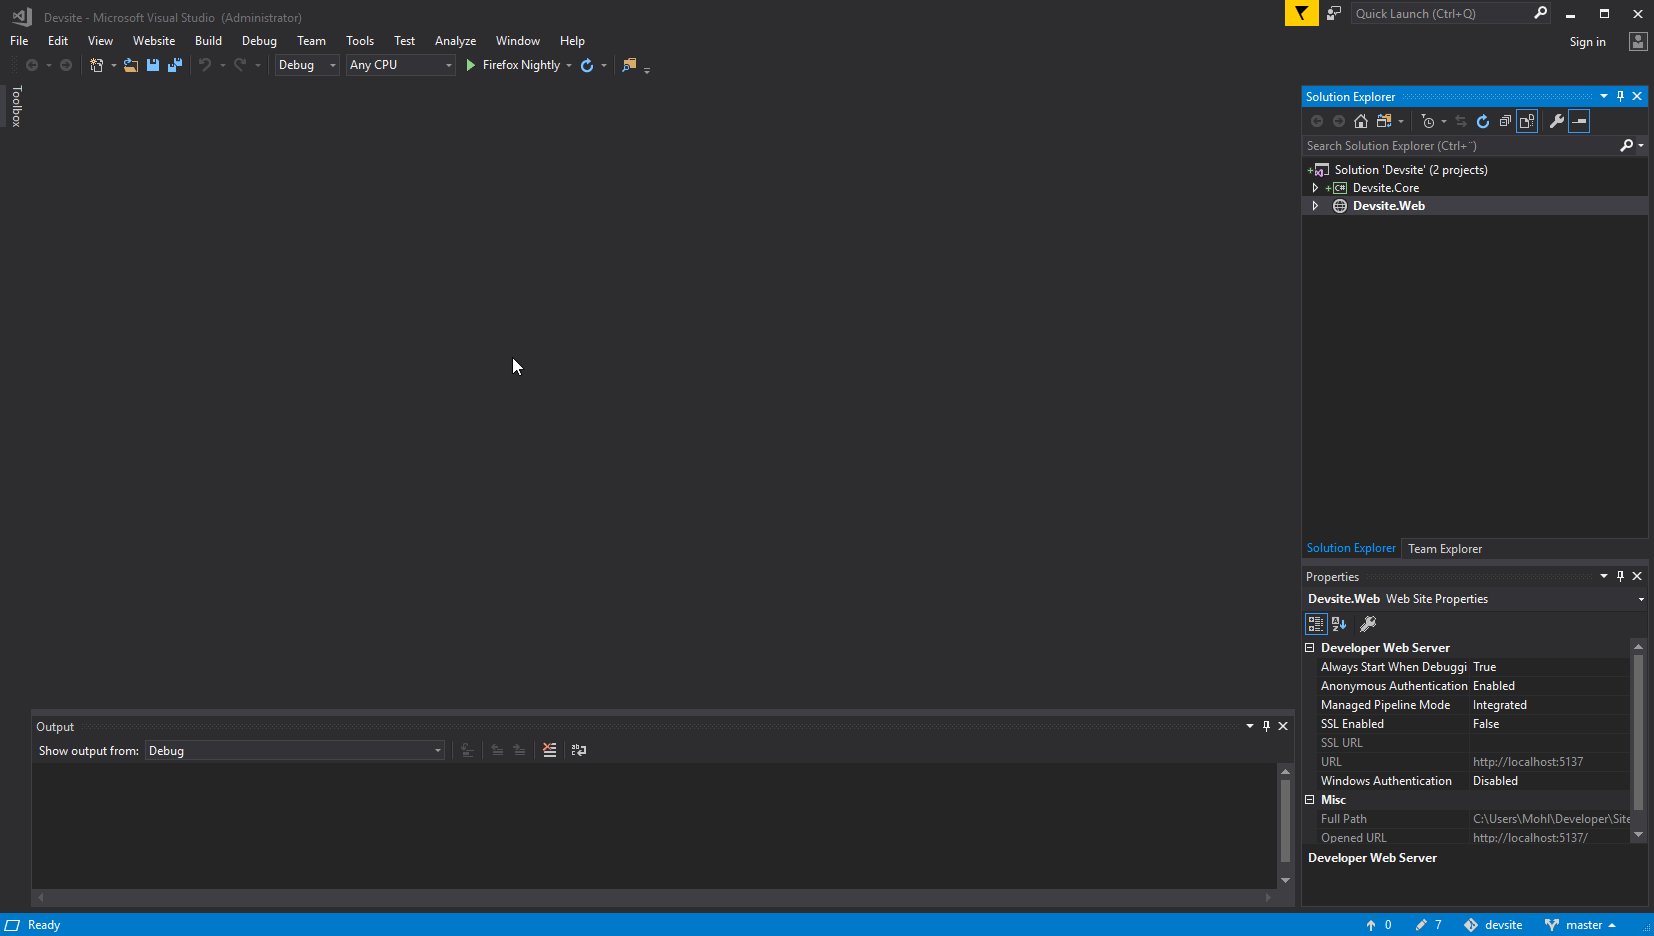 Devsite - Microsoft Visual Studio (Administrator)
Quick Launch (Ctrl+Q)
File Edit View Website Build Debug Team Tools Test Analyze Window Help
Sign in
Debug Any CPU Firefox Nightly
Toolbox
Solution Explorer
Search Solution Explorer (Ctrl+¨)
Solution 'Devsite' (2 projects)
C# Devsite.Core
Devsite.Web
Solution Explorer Team Explorer
Properties
Devsite.Web Web Site Properties
Developer Web Server
Always Start When Debuggi True
Anonymous Authentication Enabled
Managed Pipeline Mode Integrated
SSL Enabled False
SSL URL
URL http://localhost:5137
Windows Authentication Disabled
Misc
Full Path C:\Users\Mohl\Developer\Site
Opened URL http://localhost:5137/
Developer Web Server
Output
Show output from: Debug
Ready
0 7 devsite master